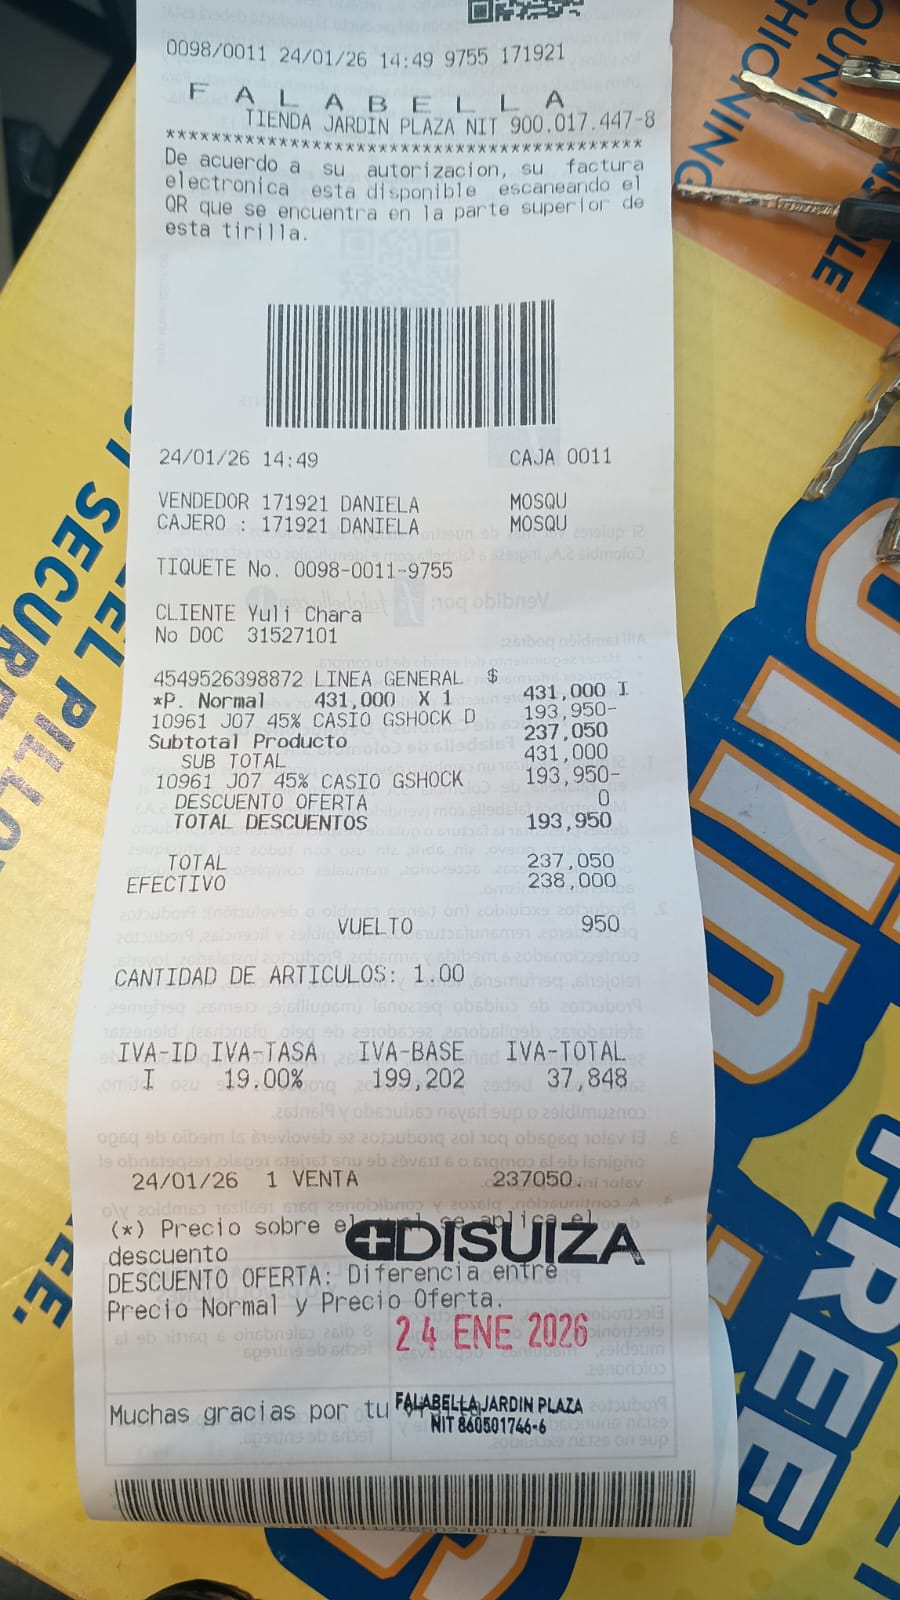 0098/0011 24/01/26 14:49 9755 171921
FALABELLA
TIENDA JARDIN PLAZA NIT 900.017.447-8
******************************************
De acuerdo a su autorizacion, su factura
electronica esta disponible escaneando el
QR que se encuentra en la parte superior de
esta tirilla.
24/01/26 14:49 CAJA 0011
VENDEDOR 171921 DANIELA MOSQU
CAJERO : 171921 DANIELA MOSQU
TIQUETE No. 0098-0011-9755
CLIENTE Yuli Chara
No DOC 31527101
4549526398872 LINEA GENERAL $
*P. Normal 431,000 X 1 431,000 I
10961 J07 45% CASIO GSHOCK D 193,950-
Subtotal Producto 237,050
SUB TOTAL 431,000
10961 J07 45% CASIO GSHOCK 193,950-
DESCUENTO OFERTA 0
TOTAL DESCUENTOS 193,950
TOTAL 237,050
EFECTIVO 238,000
VUELTO 950
CANTIDAD DE ARTICULOS: 1.00
IVA-ID IVA-TASA IVA-BASE IVA-TOTAL
I 19.00% 199,202 37,848
24/01/26 1 VENTA 237050.
(*) Precio sobre el se aplica el
descuento
DISUIZA
DESCUENTO OFERTA: Diferencia entre
Precio Normal y Precio Oferta.
24 ENE 2026
Muchas gracias por tu
FALABELLA JARDIN PLAZA
NIT 860501746-6
SECUR
FREE